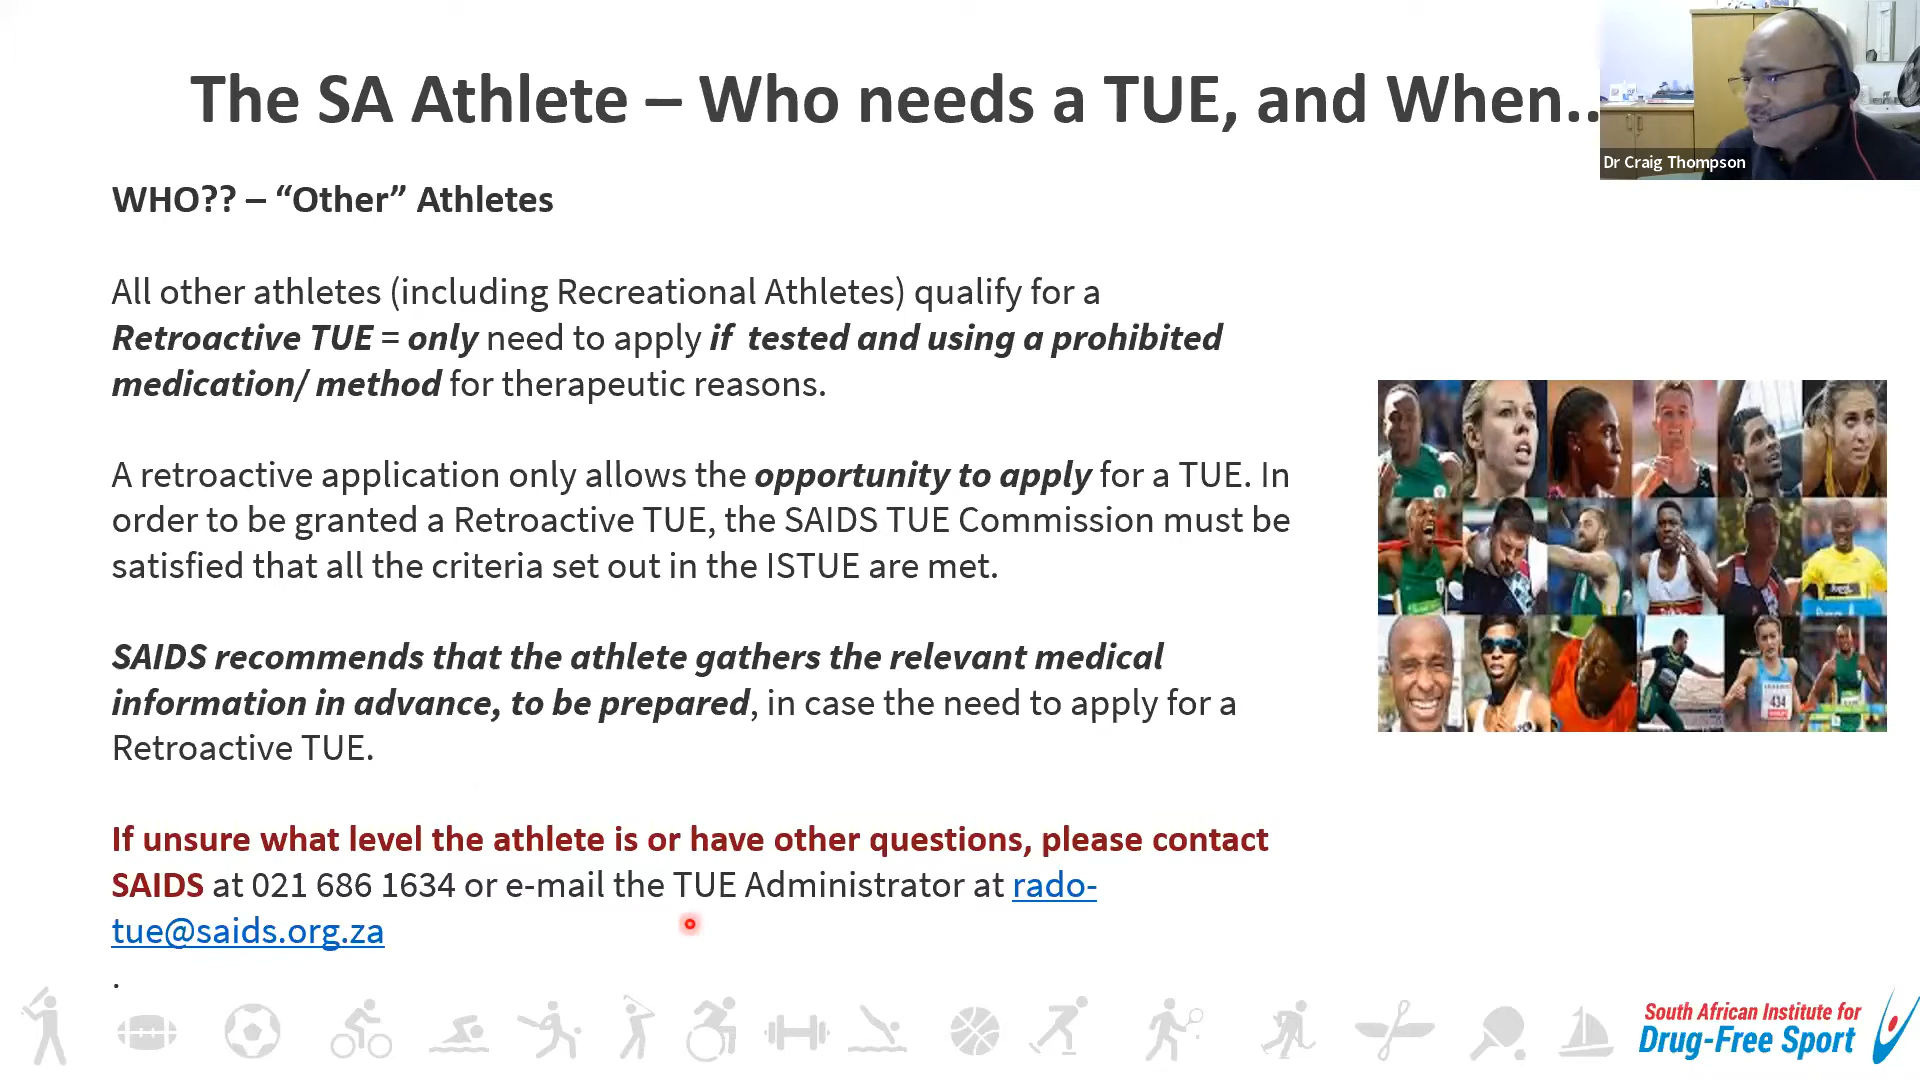 The SA Athlete – Who needs a TUE, and When..
Dr Craig Thompson
WHO?? – “Other” Athletes
All other athletes (including Recreational Athletes) qualify for a
Retroactive TUE = only need to apply if tested and using a prohibited
medication/ method for therapeutic reasons.
A retroactive application only allows the opportunity to apply for a TUE. In
order to be granted a Retroactive TUE, the SAIDS TUE Commission must be
satisfied that all the criteria set out in the ISTUE are met.
SAIDS recommends that the athlete gathers the relevant medical
information in advance, to be prepared, in case the need to apply for a
Retroactive TUE.
If unsure what level the athlete is or have other questions, please contact
SAIDS at 021 686 1634 or e-mail the TUE Administrator at rado-
tue@saids.org.za
.
434
South African Institute for
Drug-Free Sport